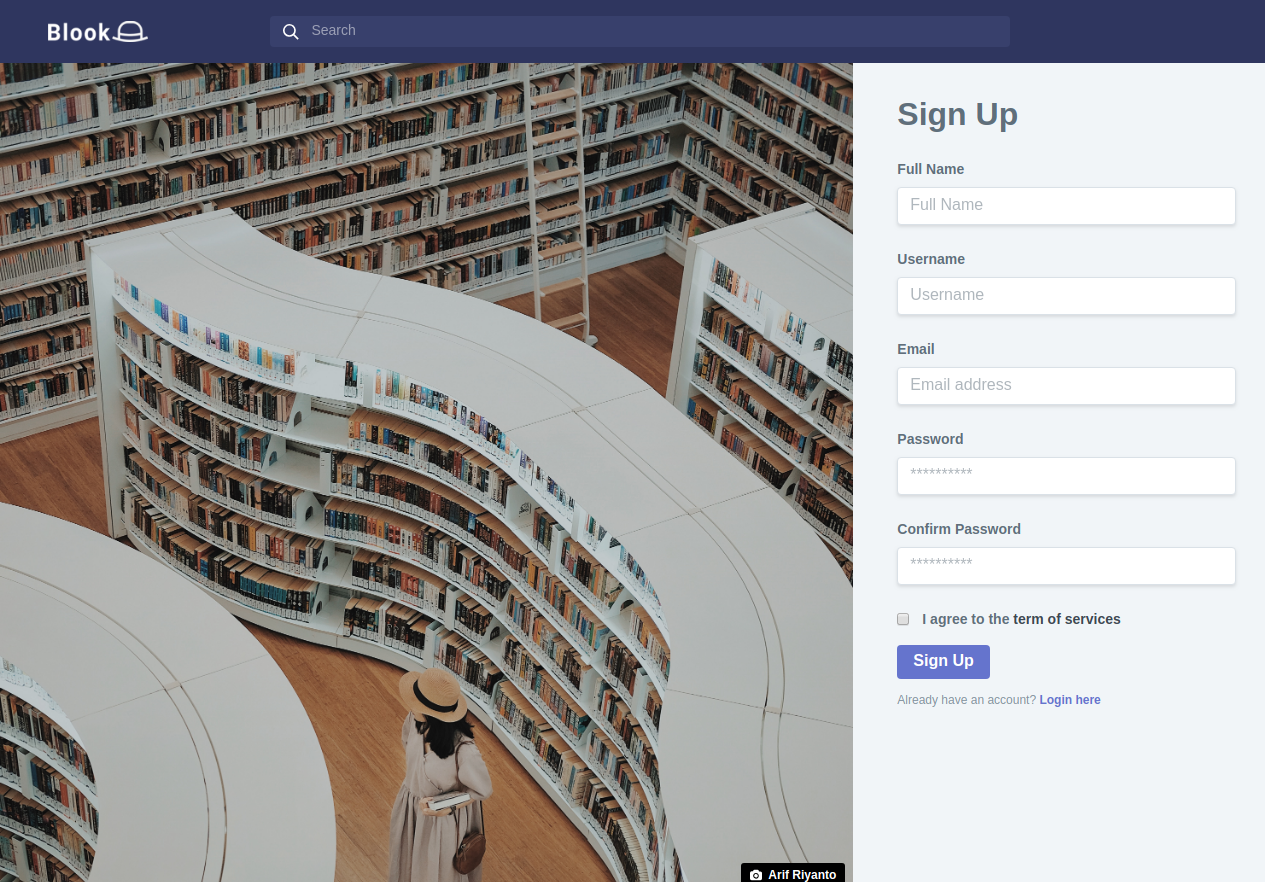 Blook
Search
Sign Up
Full Name
Full Name
Username
Username
Email
Email address
Password
**********
Confirm Password
**********
I agree to the term of services
Sign Up
Already have an account? Login here
Arif Riyanto